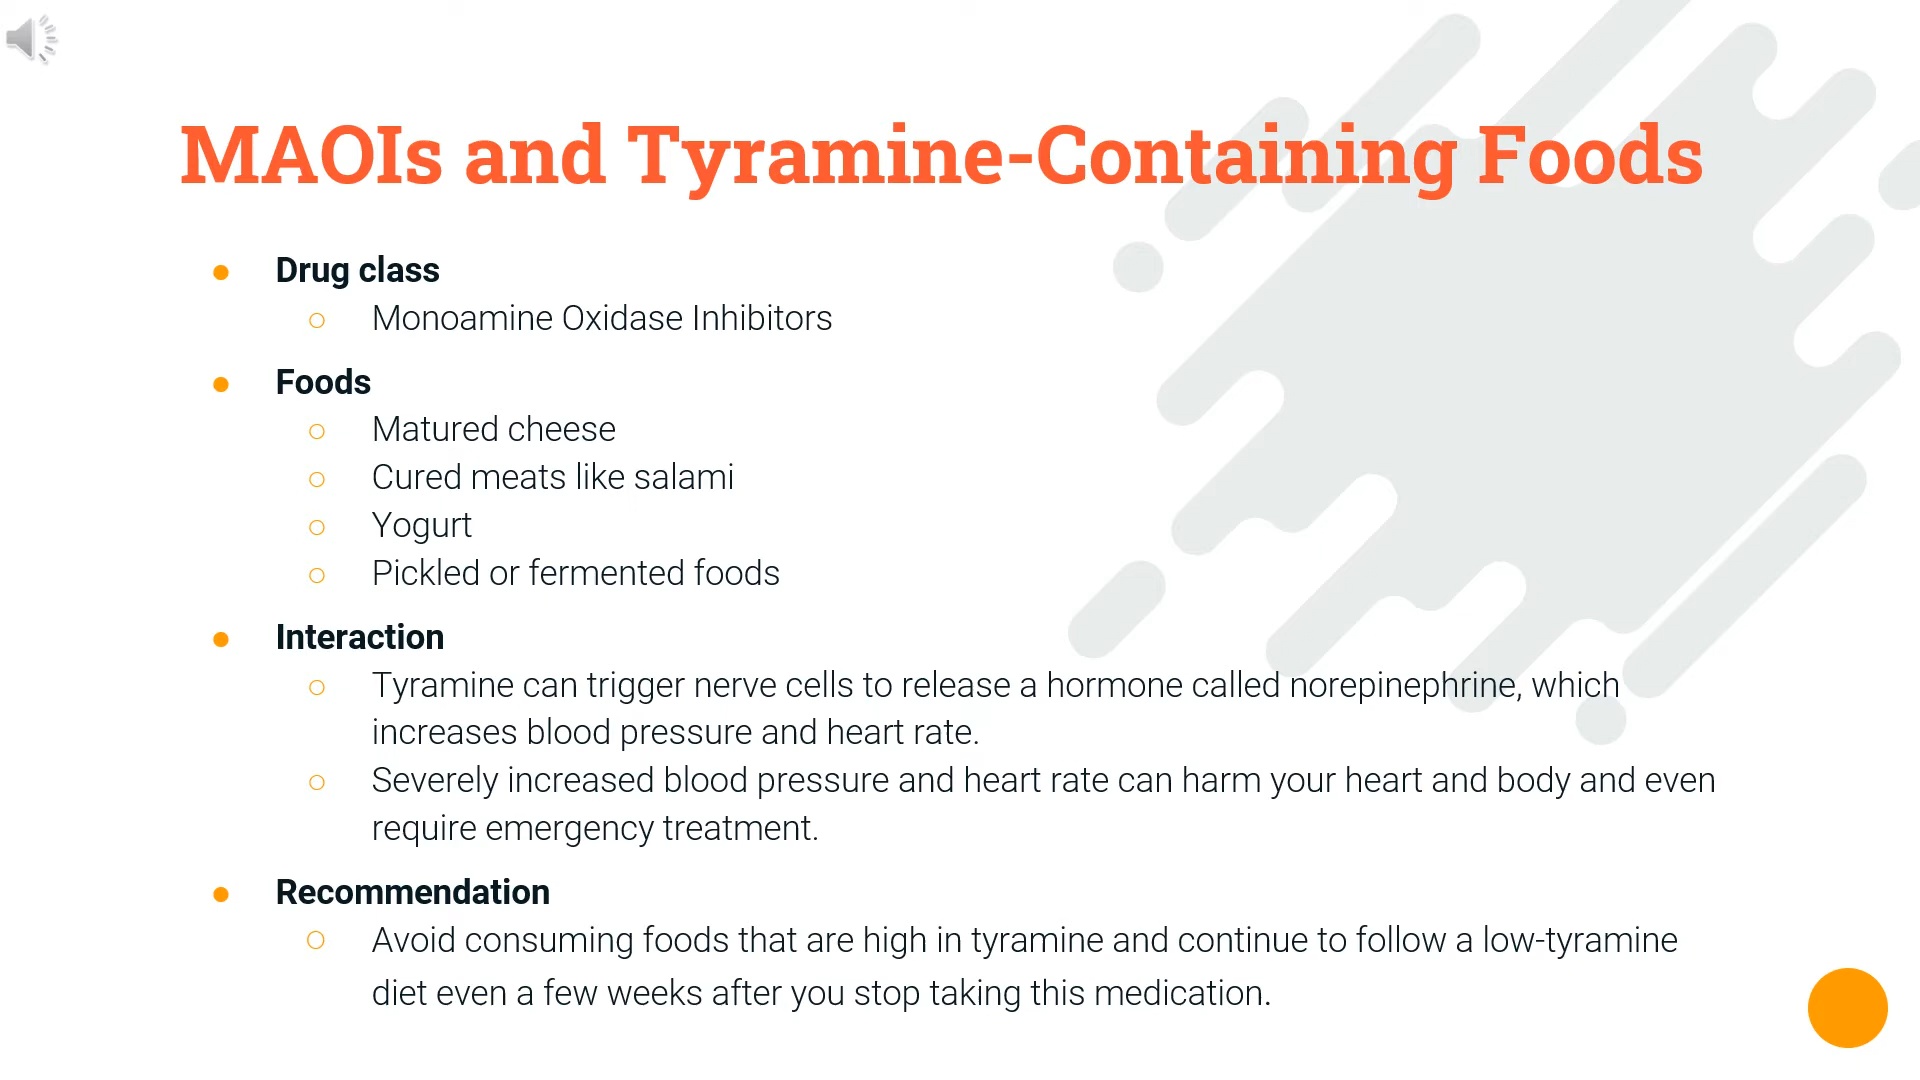 MAOIs and Tyramine-Containing Foods
Drug class
Monoamine Oxidase Inhibitors
Foods
Matured cheese
Cured meats like salami
Yogurt
Pickled or fermented foods
Interaction
Tyramine can trigger nerve cells to release a hormone called norepinephrine, which
increases blood pressure and heart rate.
Severely increased blood pressure and heart rate can harm your heart and body and even
require emergency treatment.
Recommendation
Avoid consuming foods that are high in tyramine and continue to follow a low-tyramine
diet even a few weeks after you stop taking this medication.